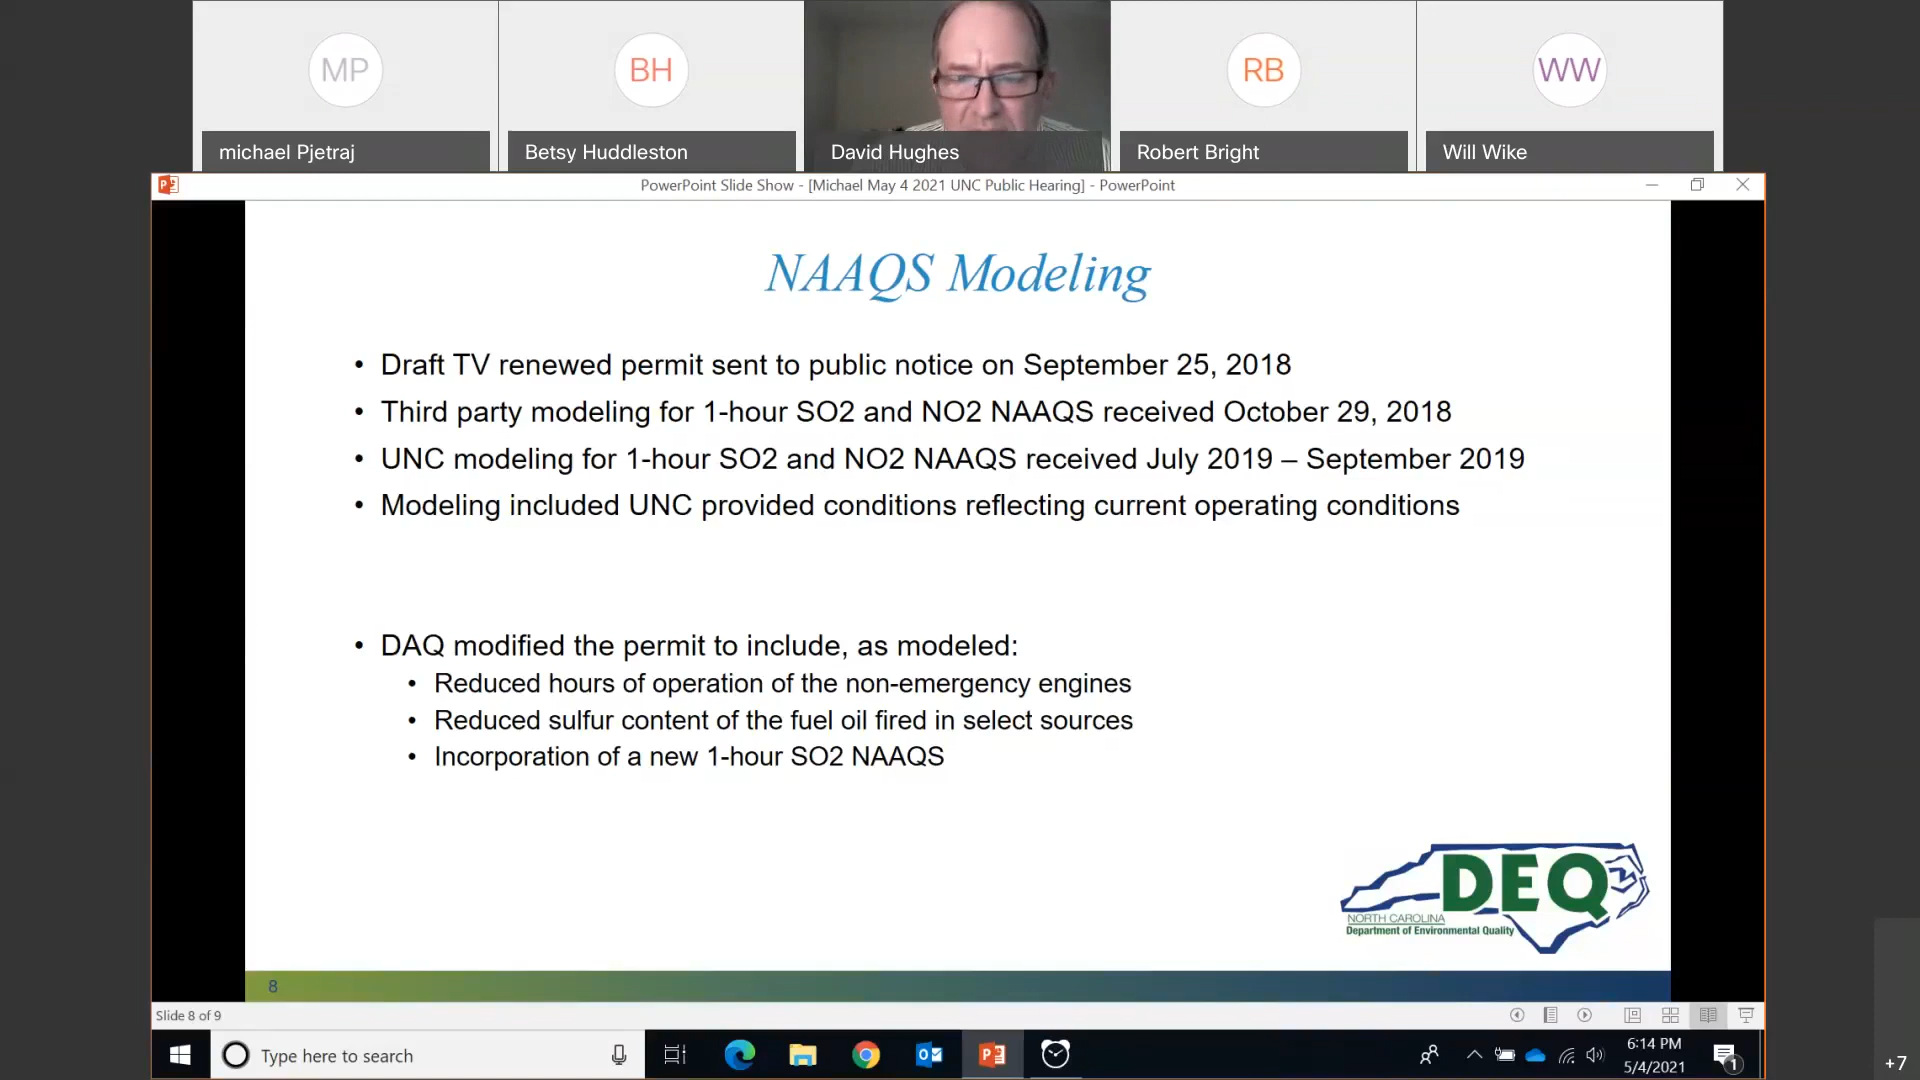 MP
BH
RB
WW
michael Pjetraj
Betsy Huddleston
David Hughes
Robert Bright
Will Wike
PowerPoint Slide Show - [Michael May 4 2021 UNC Public Hearing] - PowerPoint
NAAQS Modeling
• Draft TV renewed permit sent to public notice on September 25, 2018
• Third party modeling for 1-hour SO2 and NO2 NAAQS received October 29, 2018
• UNC modeling for 1-hour SO2 and NO2 NAAQS received July 2019 – September 2019
• Modeling included UNC provided conditions reflecting current operating conditions
• DAQ modified the permit to include, as modeled:
• Reduced hours of operation of the non-emergency engines
• Reduced sulfur content of the fuel oil fired in select sources
• Incorporation of a new 1-hour SO2 NAAQS
DEQ
NORTH CAROLINA
Department of Environmental Quality
8
Slide 8 of 9
Type here to search
6:14 PM
5/4/2021
1
+7